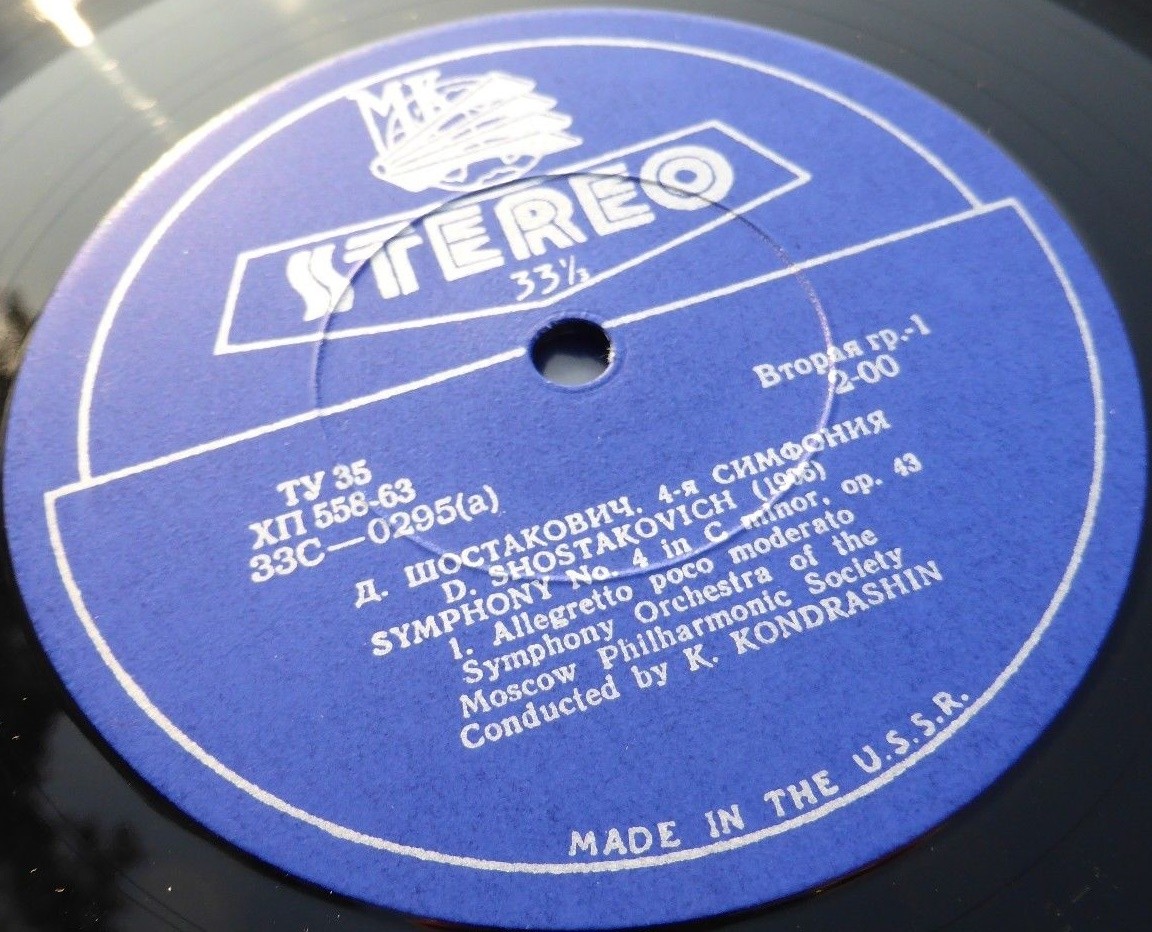 МК
STEREO
33⅓
Вторая гр.-1
2-00
ТУ 35
ХП 558-63
33С—0295(а)
Д. ШОСТАКОВИЧ. 4-я СИМФОНИЯ
D. SHOSTAKOVICH (1906)
SYMPHONY No. 4 in C minor, op. 43
1. Allegretto poco moderato
Symphony Orchestra of the
Moscow Philharmonic Society
Conducted by K. KONDRASHIN
MADE IN THE U.S.S.R.